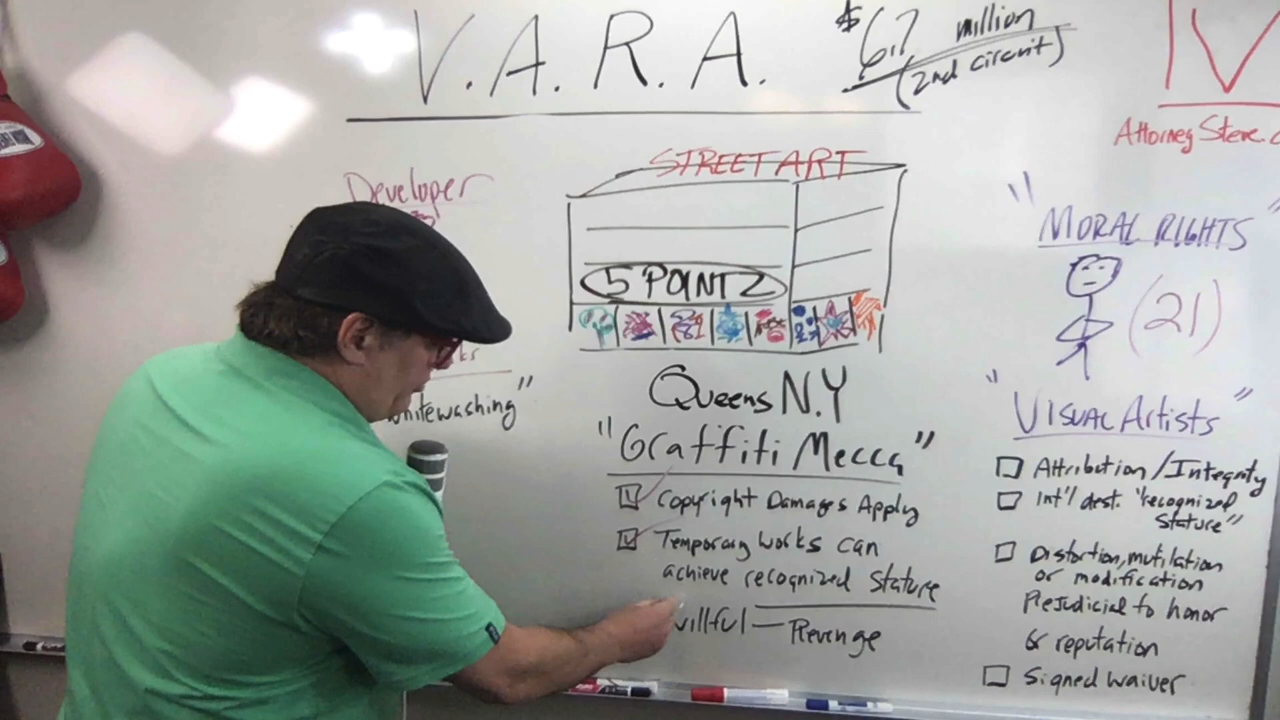 V.A.R.A.
$6.7 million
(2nd circuit)
IV
Attorney Steve
Developer
whitewashing"
STREET ART
5 POINTZ
Queens N.Y
"Graffiti Mecca"
Copyright Damages Apply
Temporary works can
achieve recognized stature
willful — Revenge
"MORAL RIGHTS"
(21)
"VISUAL Artists"
Attribution/Integrity
Int'l dest. "recognized
stature"
Distortion, mutilation
or modification
Prejudicial to honor
& reputation
Signed waiver